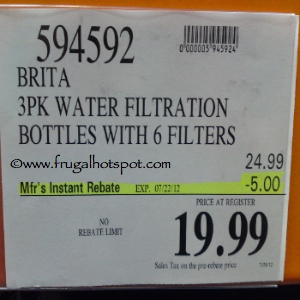 594592
0000005 945924
BRITA
3PK WATER FILTRATION
BOTTLES WITH 6 FILTERS
www.frugalhotspot.com
24.99
Mfr's Instant Rebate EXP. 07/22/12 -5.00
PRICE AT REGISTER
NO
REBATE LIMIT
19.99
Sales Tax on the pre-rebate price